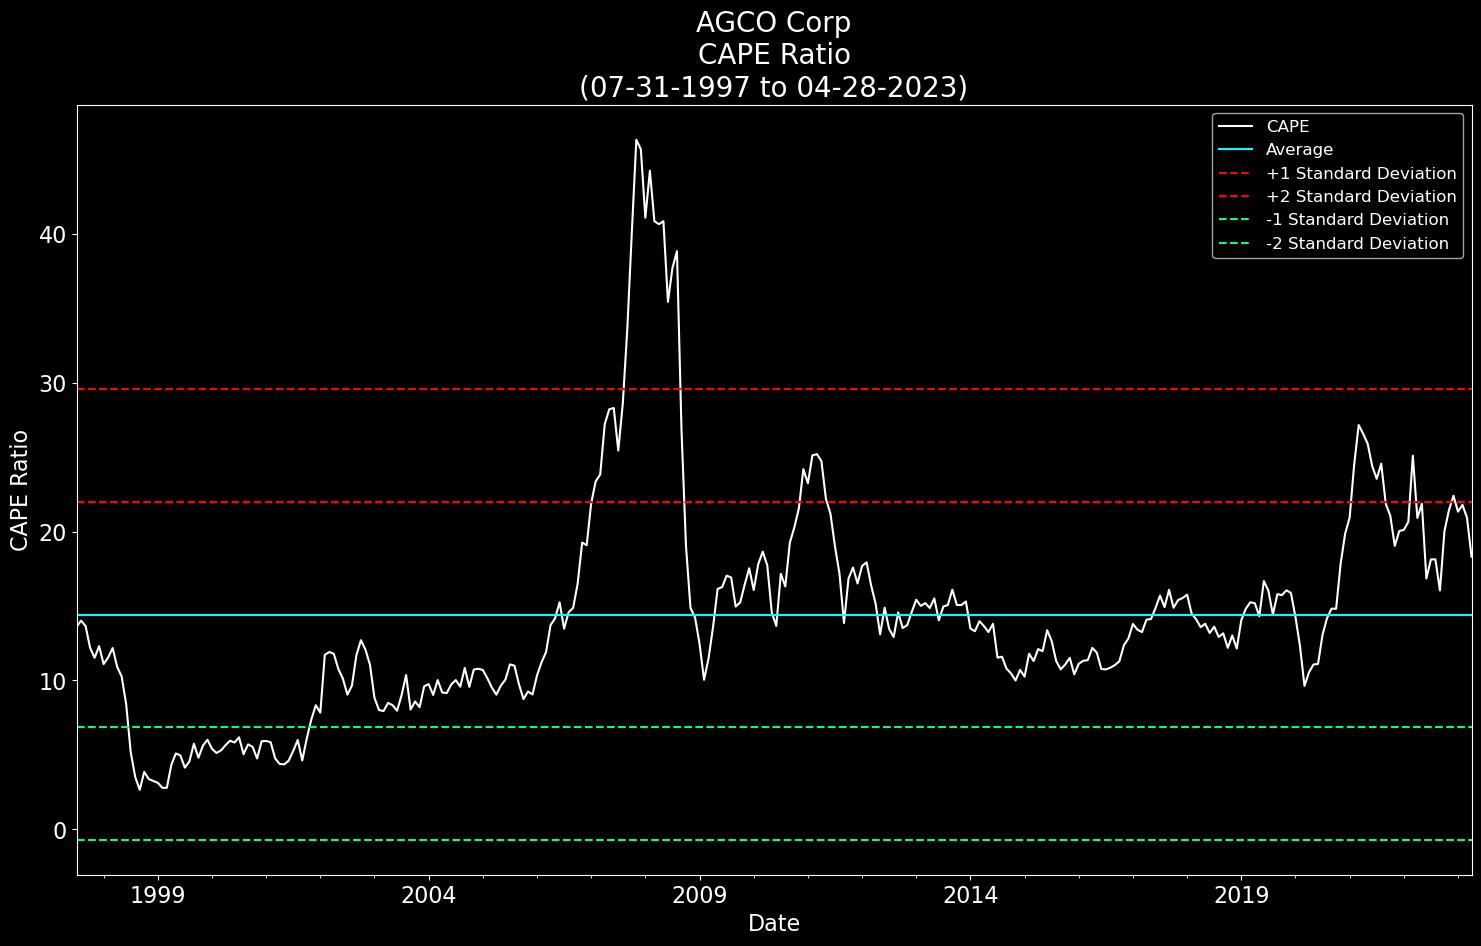 AGCO Corp
CAPE Ratio
(07-31-1997 to 04-28-2023)
CAPE
Average
+1 Standard Deviation
+2 Standard Deviation
-1 Standard Deviation
-2 Standard Deviation
CAPE Ratio
40
30
20
10
0
1999 2004 2009 2014 2019
Date